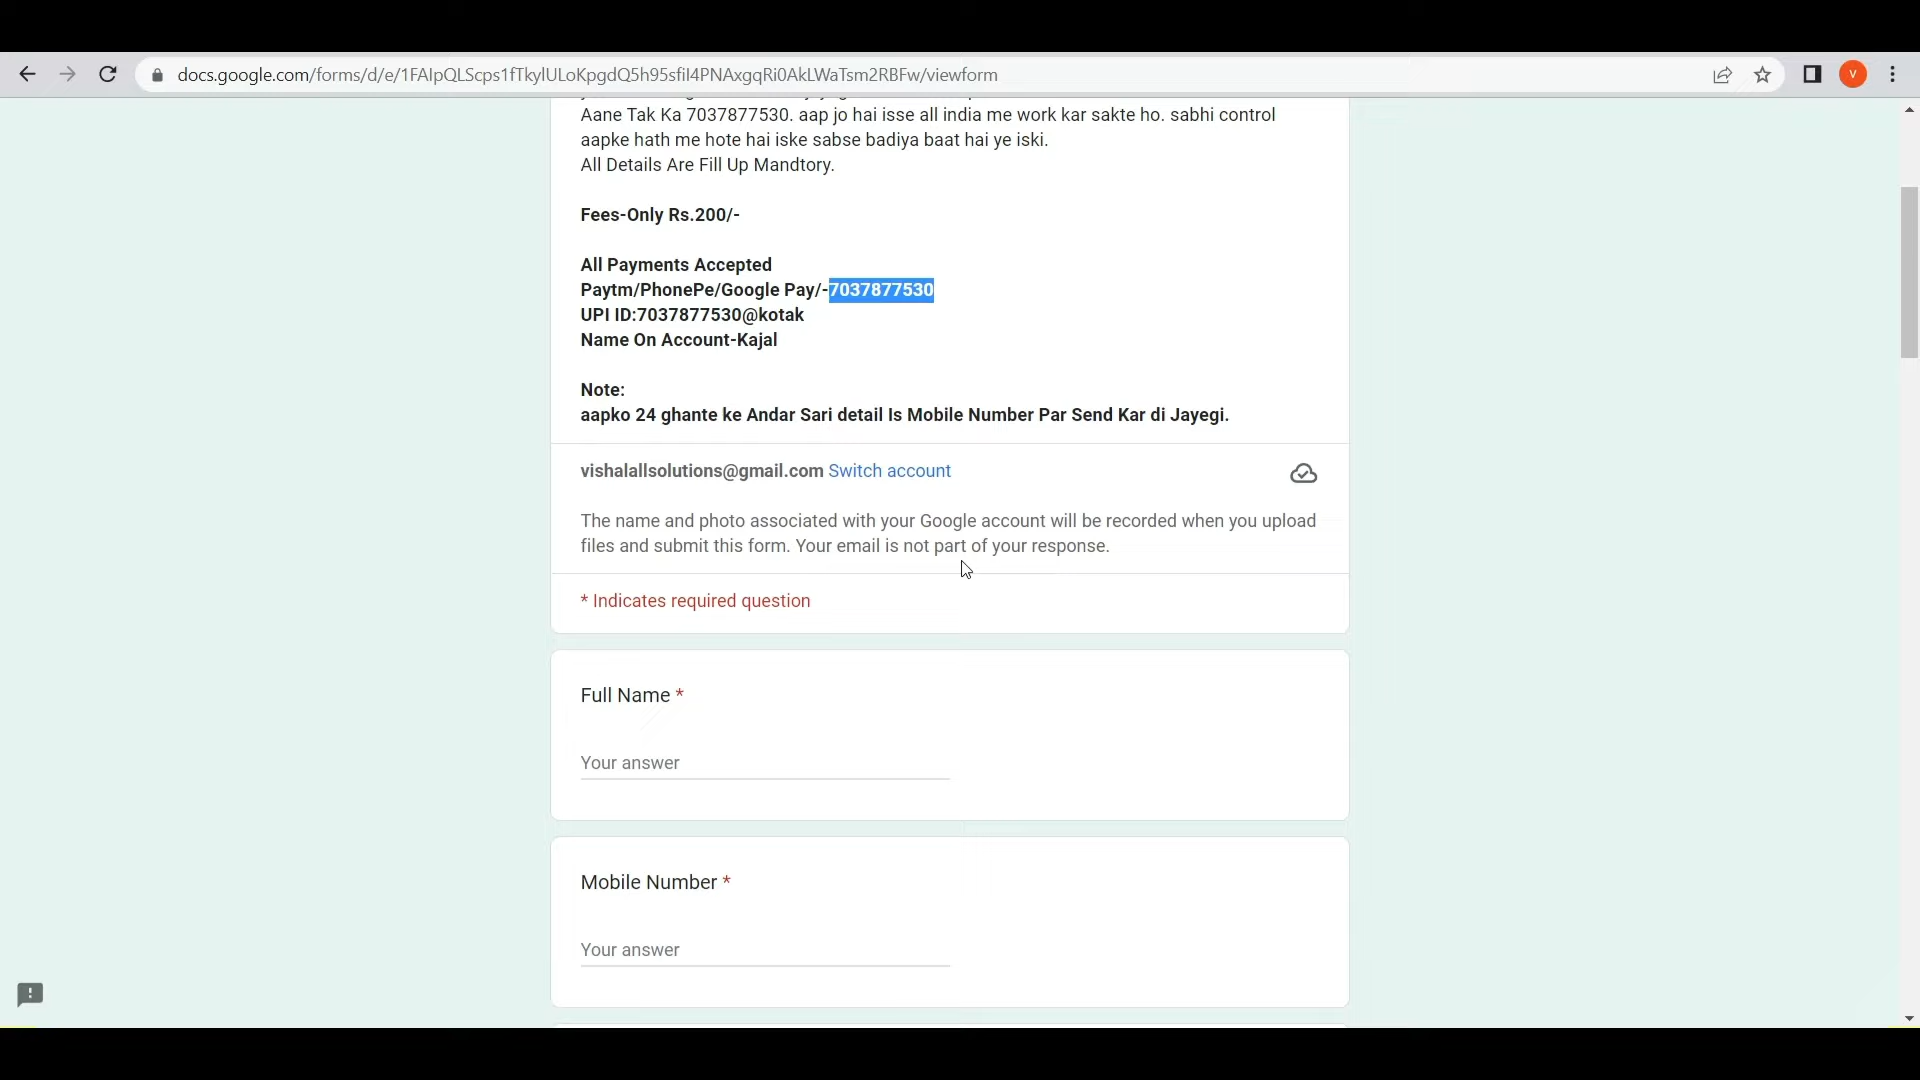 docs.google.com/forms/d/e/1FAIpQLScps1fTkylULoKpgdQ5h95sfiI4PNAxgqRi0AkLWaTsm2RBFw/viewform
V
Aane Tak Ka 7037877530. aap jo hai isse all india me work kar sakte ho. sabhi control
aapke hath me hote hai iske sabse badiya baat hai ye iski.
All Details Are Fill Up Mandtory.
Fees-Only Rs.200/-
All Payments Accepted
Paytm/PhonePe/Google Pay/-7037877530
UPI ID:7037877530@kotak
Name On Account-Kajal
Note:
aapko 24 ghante ke Andar Sari detail Is Mobile Number Par Send Kar di Jayegi.
vishalallsolutions@gmail.com Switch account
The name and photo associated with your Google account will be recorded when you upload
files and submit this form. Your email is not part of your response.
* Indicates required question
Full Name *
Your answer
Mobile Number *
Your answer